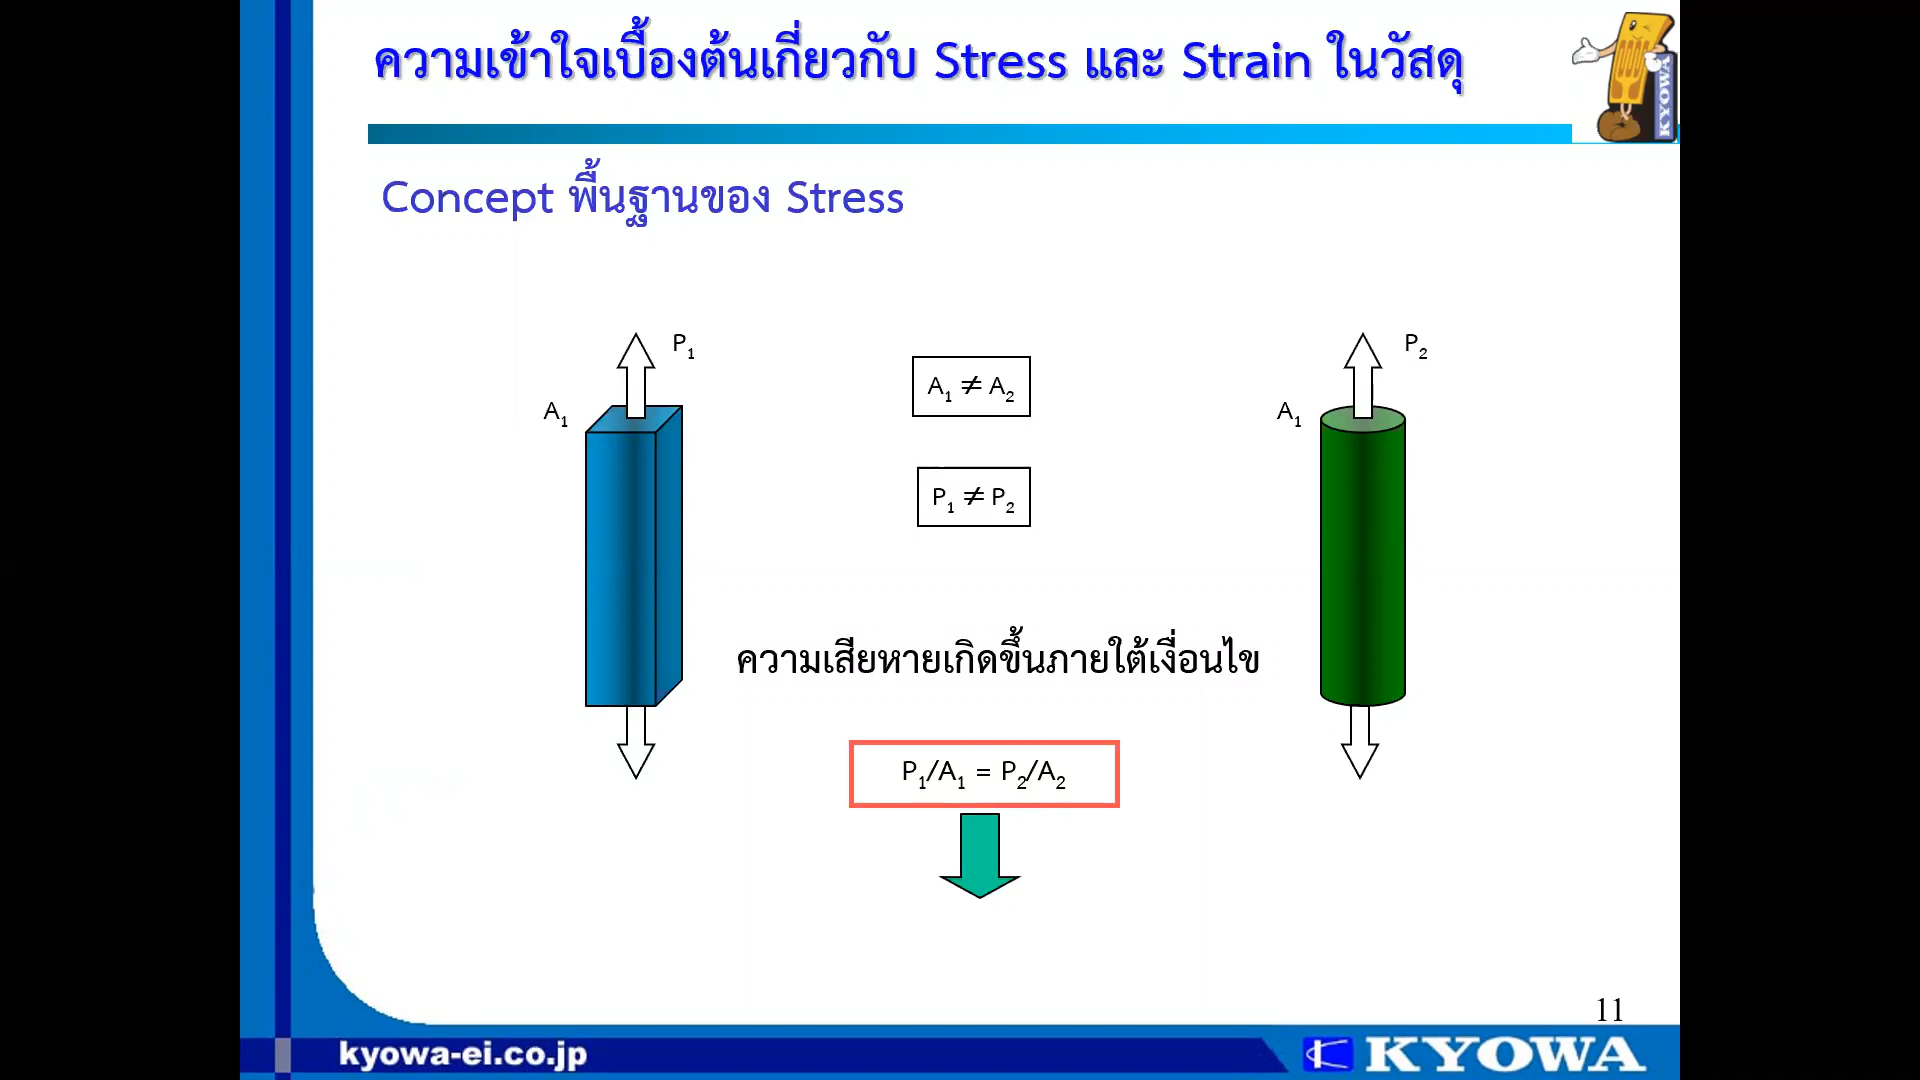 ความเข้าใจเบื้องต้นเกี่ยวกับ Stress และ Strain ในวัสดุ
KYOWA
Concept พื้นฐานของ Stress
P₁
P₂
A₁ ≠ A₂
A₁
A₁
P₁ ≠ P₂
ความเสียหายเกิดขึ้นภายใต้เงื่อนไข
P₁/A₁ = P₂/A₂
11
kyowa-ei.co.jp
KYOWA